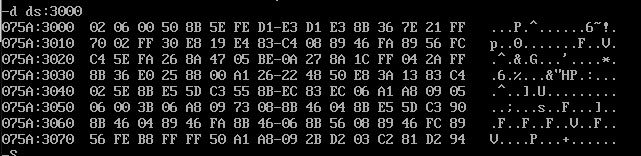 -d ds:3000
075A:3000  02 06 00 50 8B 5E FE D1-E3 D1 E3 8B 36 7E 21 FF   ...P.^......6~!.
075A:3010  70 02 FF 30 E8 19 E4 83-C4 08 89 46 FA 89 56 FC   p..0.......F..V.
075A:3020  C4 5E FA 26 8A 47 05 BE-0A 27 8A 1C FF 04 2A FF   .^.&.G...'....*.
075A:3030  8B 36 E0 25 88 00 A1 26-22 48 50 E8 3A 13 83 C4   .6.%...&"HP.:...
075A:3040  02 5E 8B E5 5D C3 55 8B-EC 83 EC 06 A1 A8 09 05   .^..].U.........
075A:3050  06 00 3B 06 A8 09 73 08-8B 46 04 8B E5 5D C3 90   ..;...s..F...]..
075A:3060  8B 46 04 89 46 FA 8B 46-06 8B 56 08 89 46 FC 89   .F..F..F..V..F..
075A:3070  56 FE B8 FF FF 50 A1 A8-09 2B D2 03 C2 81 D2 94   V....P...+......
-S